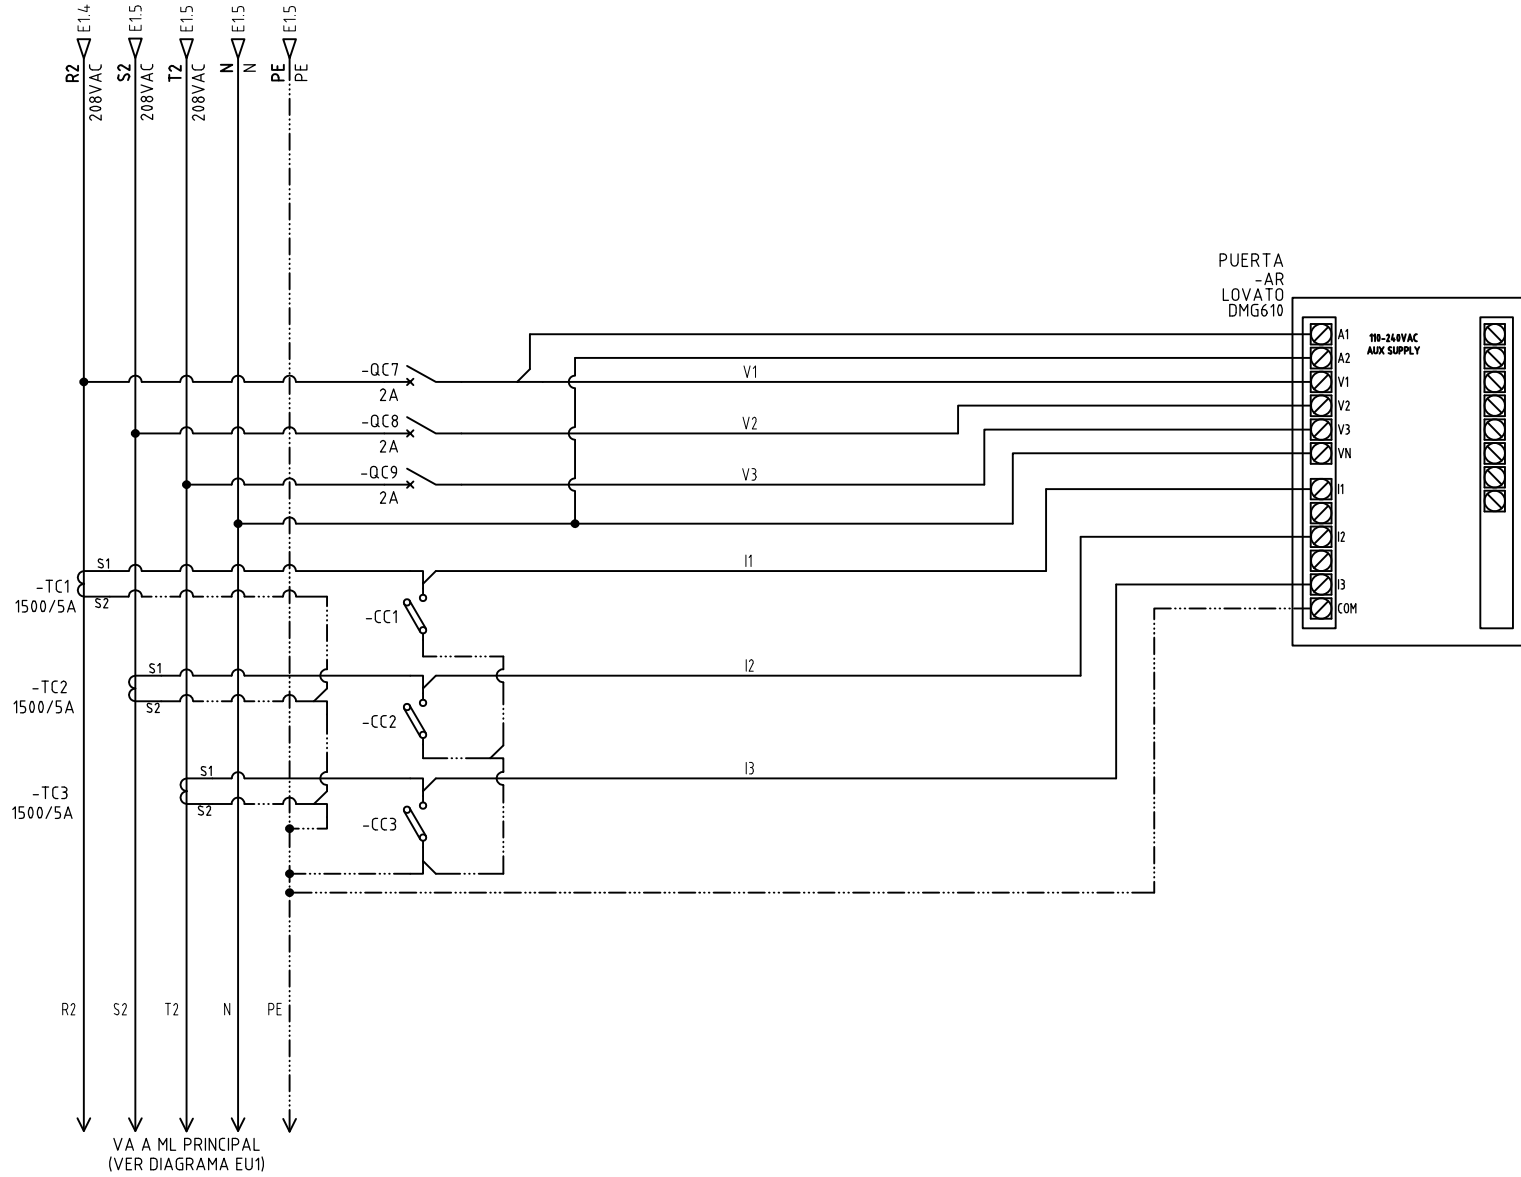 E1.4
E1.5
E1.5
E1.5
E1.5
R2
208VAC
S2
208VAC
T2
208VAC
N
N
PE
PE
PUERTA
-AR
LOVATO
DMG610
A1
110-240VAC
AUX SUPPLY
A2
V1
V2
V3
VN
I1
I2
I3
COM
-QC7
2A
V1
-QC8
2A
V2
-QC9
2A
V3
S1
-TC1
1500/5A
S2
-CC1
I1
S1
-TC2
1500/5A
S2
-CC2
I2
S1
-TC3
1500/5A
S2
-CC3
I3
R2
S2
T2
N
PE
VA A ML PRINCIPAL
(VER DIAGRAMA EU1)